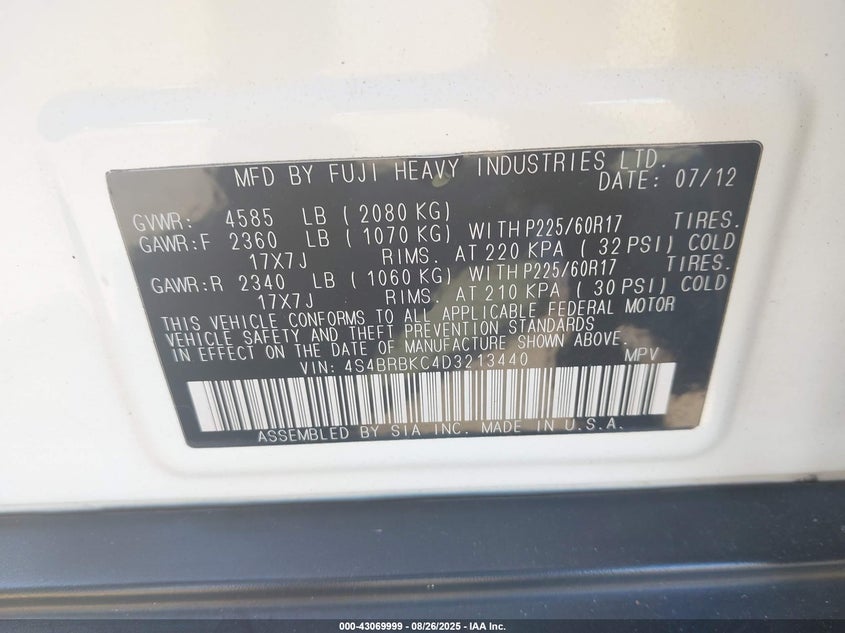 MFD BY FUJI HEAVY INDUSTRIES LTD.
DATE: 07/12
GVWR: 4585 LB ( 2080 KG)
GAWR:F 2360 LB ( 1070 KG) WITH P225/60R17 TIRES.
17X7J RIMS. AT 220 KPA ( 32 PSI) COLD
GAWR:R 2340 LB ( 1060 KG) WITH P225/60R17 TIRES.
17X7J RIMS. AT 210 KPA ( 30 PSI) COLD
THIS VEHICLE CONFORMS TO ALL APPLICABLE FEDERAL MOTOR
VEHICLE SAFETY AND THEFT PREVENTION STANDARDS
IN EFFECT ON THE DATE OF MANUFACTURE SHOWN ABOVE.
VIN: 4S4BRBKC4D3213440 MPV
ASSEMBLED BY SIA INC. MADE IN U.S.A.
000-43069999 - 08/26/2025 - IAA Inc.